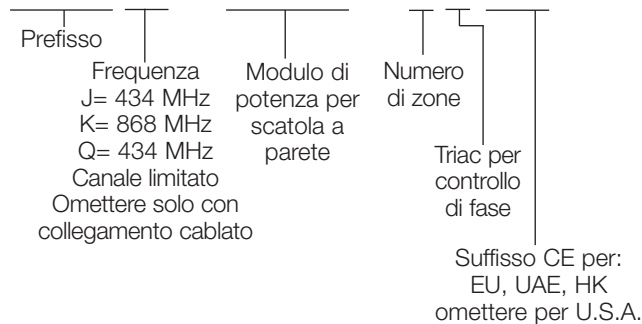 Prefisso
Frequenza
J= 434 MHz
K= 868 MHz
Q= 434 MHz
Canale limitato
Omettere solo con
collegamento cablato
Modulo di
potenza per
scatola a
parete
Numero
di zone
Triac per
controllo
di fase
Suffisso CE per:
EU, UAE, HK
omettere per U.S.A.